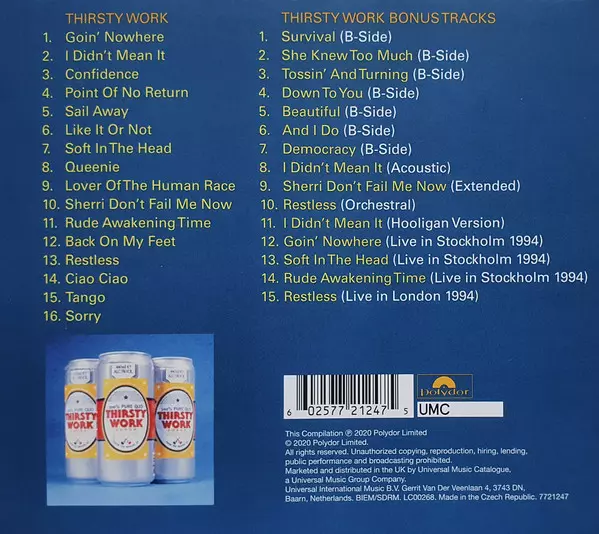 THIRSTY WORK
1. Goin' Nowhere
2. I Didn't Mean It
3. Confidence
4. Point Of No Return
5. Sail Away
6. Like It Or Not
7. Soft In The Head
8. Queenie
9. Lover Of The Human Race
10. Sherri Don't Fail Me Now
11. Rude Awakening Time
12. Back On My Feet
13. Restless
14. Ciao Ciao
15. Tango
16. Sorry
THIRSTY WORK BONUS TRACKS
1. Survival (B-Side)
2. She Knew Too Much (B-Side)
3. Tossin' And Turning (B-Side)
4. Down To You (B-Side)
5. Beautiful (B-Side)
6. And I Do (B-Side)
7. Democracy (B-Side)
8. I Didn't Mean It (Acoustic)
9. Sherri Don't Fail Me Now (Extended)
10. Restless (Orchestral)
11. I Didn't Mean It (Hooligan Version)
12. Goin' Nowhere (Live in Stockholm 1994)
13. Soft In The Head (Live in Stockholm 1994)
14. Rude Awakening Time (Live in Stockholm 1994)
15. Restless (Live in London 1994)
PURE QUO
THIRSTY
WORK
THIRSTY
WORK
THIRSTY
WORK
6 02577 21247 5
Polydor
UMC
This Compilation ℗ 2020 Polydor Limited
© 2020 Polydor Limited.
All rights reserved. Unauthorized copying, reproduction, hiring, lending,
public performance and broadcasting prohibited.
Marketed and distributed in the UK by Universal Music Catalogue,
a Universal Music Group Company.
Universal International Music B.V. Gerrit Van Der Veenlaan 4, 3743 DN,
Baarn, Netherlands. BIEM/SDRM. LC00268. Made in the Czech Republic. 7721247